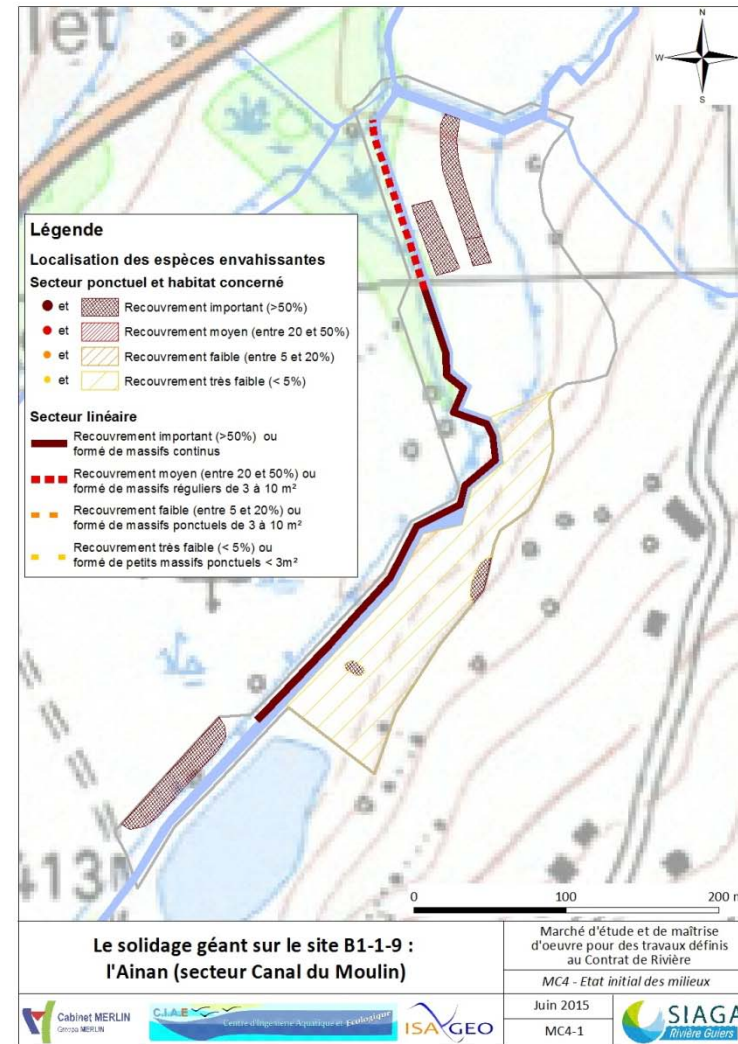 let
N
W
E
S
Légende
Localisation des espèces envahissantes
Secteur ponctuel et habitat concerné
et Recouvrement important (>50%)
et Recouvrement moyen (entre 20 et 50%)
et Recouvrement faible (entre 5 et 20%)
et Recouvrement très faible (< 5%)
Secteur linéaire
Recouvrement important (>50%) ou
formé de massifs continus
Recouvrement moyen (entre 20 et 50%) ou
formé de massifs réguliers de 3 à 10 m²
Recouvrement faible (entre 5 et 20%) ou
formé de massifs ponctuels de 3 à 10 m²
Recouvrement très faible (< 5%) ou
formé de petits massifs ponctuels < 3m²
413
0 100 200 m
Le solidage géant sur le site B1-1-9 :
l'Ainan (secteur Canal du Moulin)
Marché d'étude et de maîtrise
d'oeuvre pour des travaux définis
au Contrat de Rivière
MC4 - Etat initial des milieux
Juin 2015
MC4-1
Cabinet MERLIN
Groupe MERLIN
C.I.A.E
Centre d'Ingénierie Aquatique et Ecologique
ISA GEO
SIAGA
Rivière Guiers